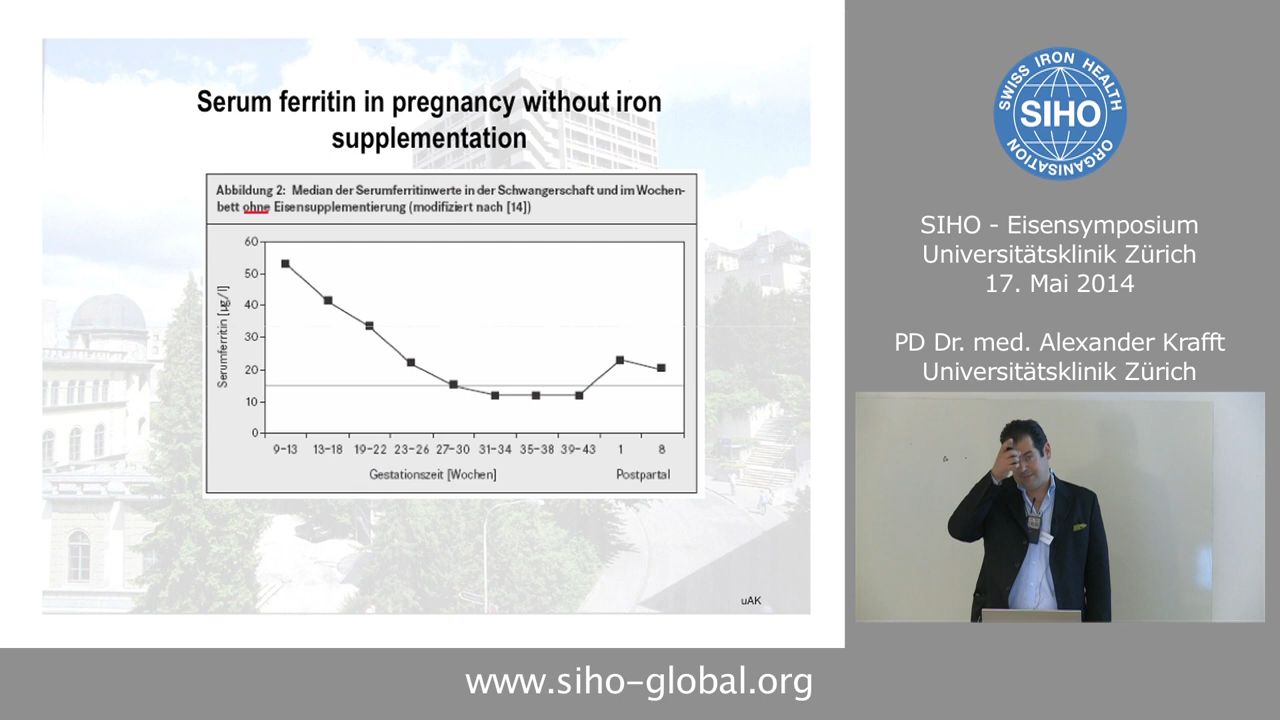 Serum ferritin in pregnancy without iron
supplementation
Abbildung 2: Median der Serumferritinwerte in der Schwangerschaft und im Wochen-
bett ohne Eisensupplementierung (modifiziert nach [14])
60
50
40
30
20
10
0
Serumferritin [µg/l]
9–13 13–18 19–22 23–26 27–30 31–34 35–38 39–43 1 8
Gestationszeit [Wochen] Postpartal
uAK
SWISS IRON HEALTH
SIHO
ORGANISATION
SIHO - Eisensymposium
Universitätsklinik Zürich
17. Mai 2014
PD Dr. med. Alexander Krafft
Universitätsklinik Zürich
www.siho-global.org